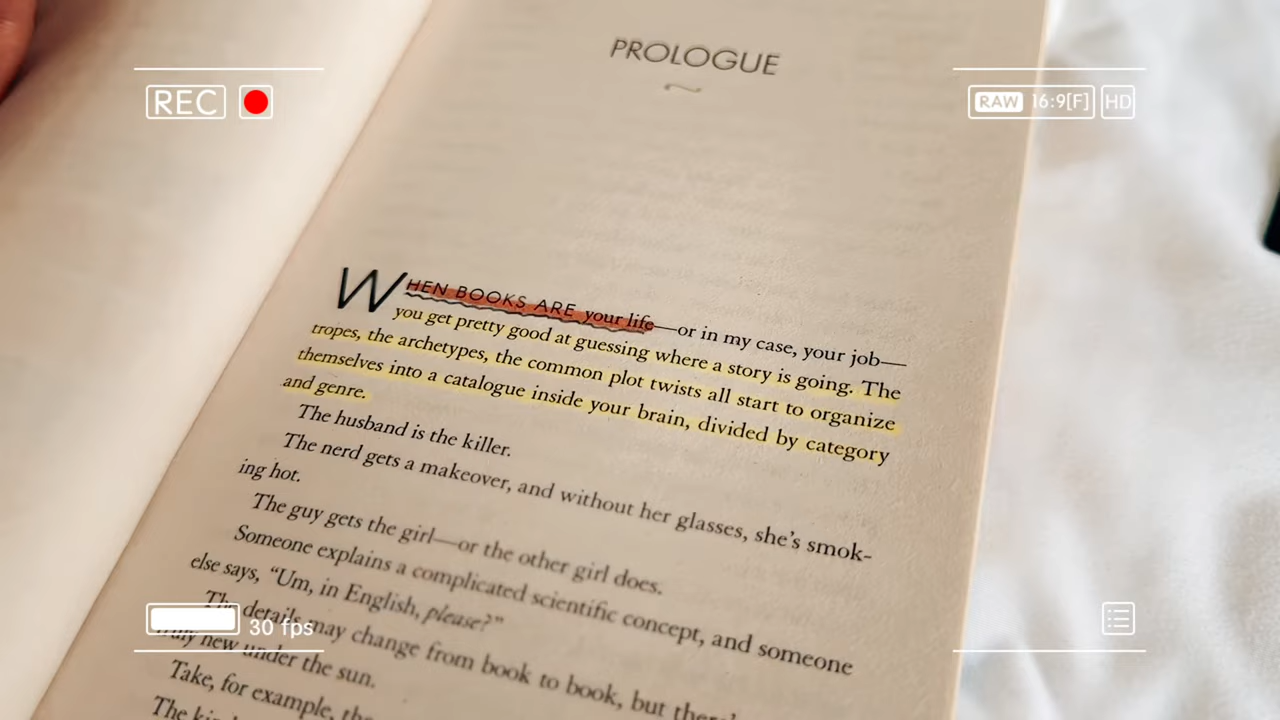 PROLOGUE
REC
RAW 16:9[F] HD
WHEN BOOKS ARE your life—or in my case, your job—
you get pretty good at guessing where a story is going. The
tropes, the archetypes, the common plot twists all start to organize
themselves into a catalogue inside your brain, divided by category
and genre.
The husband is the killer.
The nerd gets a makeover, and without her glasses, she's smok-
ing hot.
The guy gets the girl—or the other girl does.
Someone explains a complicated scientific concept, and someone
else says, “Um, in English, please?”
The details may change from book to book, but there's
truly new under the sun.
Take, for example, the
The
30 fps